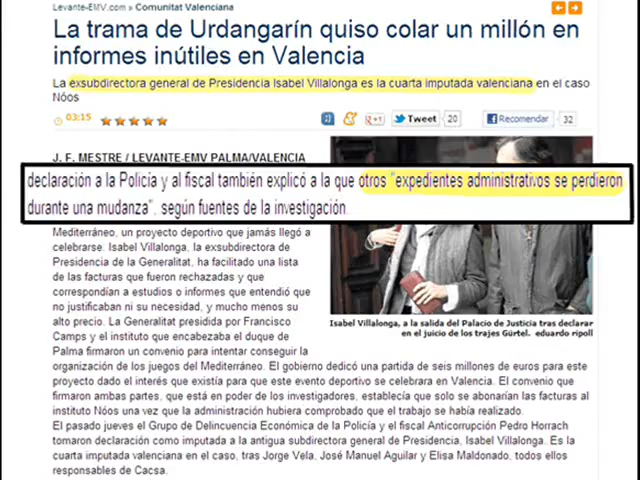 Levante-EMV.com » Comunitat Valenciana
La trama de Urdangarín quiso colar un millón en
informes inútiles en Valencia
La exsubdirectora general de Presidencia Isabel Villalonga es la cuarta imputada valenciana en el caso
Nóos
03:15
+1
Tweet 20
Recomendar 32
J. F. MESTRE / LEVANTE-EMV PALMA/VALENCIA
declaración a la Policía y al fiscal también explicó a la que otros "expedientes administrativos se perdieron
durante una mudanza", según fuentes de la investigación.
Mediterráneo, un proyecto deportivo que jamás llegó a
celebrarse. Isabel Villalonga, la exsubdirectora de
Presidencia de la Generalitat, ha facilitado una lista
de las facturas que fueron rechazadas y que
correspondían a estudios o informes que entendió que
no justificaban ni su necesidad, y mucho menos su
alto precio. La Generalitat presidida por Francisco
Camps y el instituto que encabezaba el duque de
Palma firmaron un convenio para intentar conseguir la
organización de los juegos del Mediterráneo. El gobierno dedicó una partida de seis millones de euros para este
proyecto dado el interés que existía para que este evento deportivo se celebrara en Valencia. El convenio que
firmaron ambas partes, que está en poder de los investigadores, establecía que solo se abonarían las facturas al
instituto Nóos una vez que la administración hubiera comprobado que el trabajo se había realizado.
El pasado jueves el Grupo de Delincuencia Económica de la Policía y el fiscal Anticorrupción Pedro Horrach
tomaron declaración como imputada a la antigua subdirectora general de Presidencia, Isabel Villalonga. Es la
cuarta imputada valenciana en el caso, tras Jorge Vela, José Manuel Aguilar y Elisa Maldonado, todos ellos
responsables de Cacsa.
Isabel Villalonga, a la salida del Palacio de Justicia tras declarar
en el juicio de los trajes Gürtel. eduardo ripoll